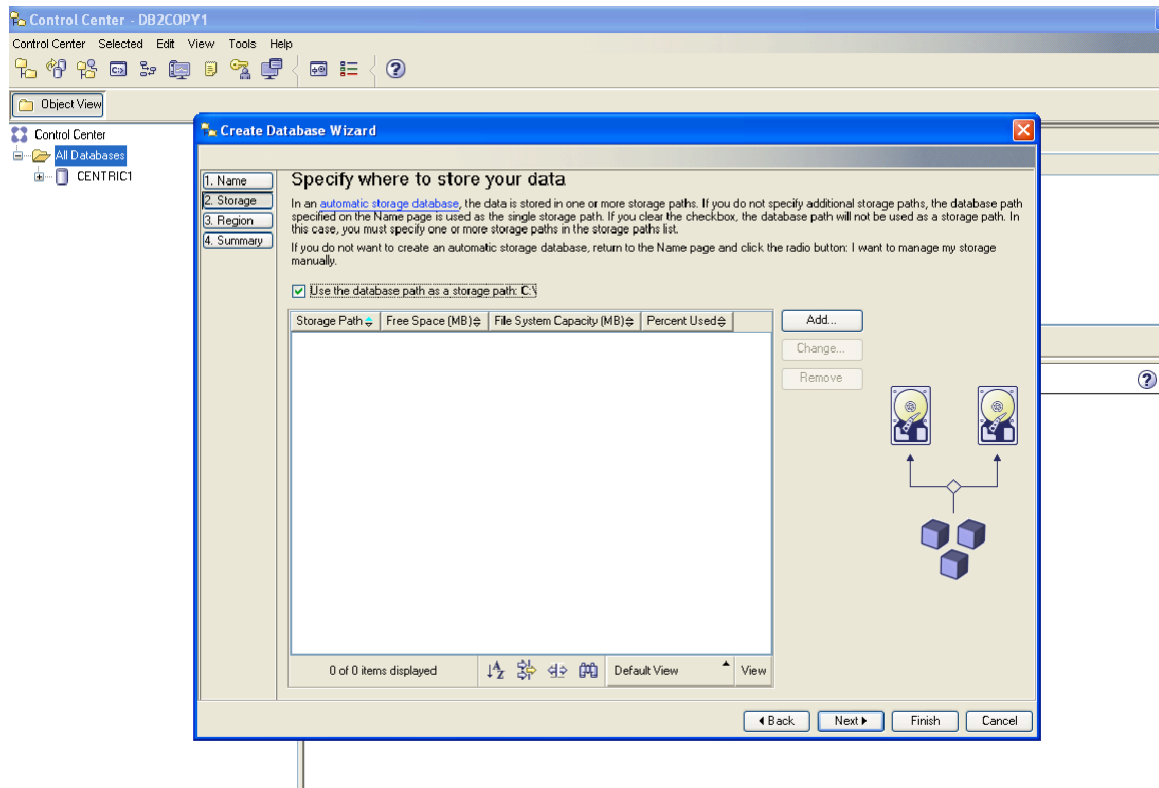 Control Center - DB2COPY1
Control Center Selected Edit View Tools Help
Object View
Control Center
All Databases
CENTRIC1
Create Database Wizard
1. Name
2. Storage
3. Region
4. Summary
Specify where to store your data
In an automatic storage database, the data is stored in one or more storage paths. If you do not specify additional storage paths, the database path
specified on the Name page is used as the single storage path. If you clear the checkbox, the database path will not be used as a storage path. In
this case, you must specify one or more storage paths in the storage paths list.
If you do not want to create an automatic storage database, return to the Name page and click the radio button: I want to manage my storage
manually.
Use the database path as a storage path: C:\
Storage Path Free Space (MB) File System Capacity (MB) Percent Used
Add...
Change...
Remove
0 of 0 items displayed
Default View
View
Back Next Finish Cancel